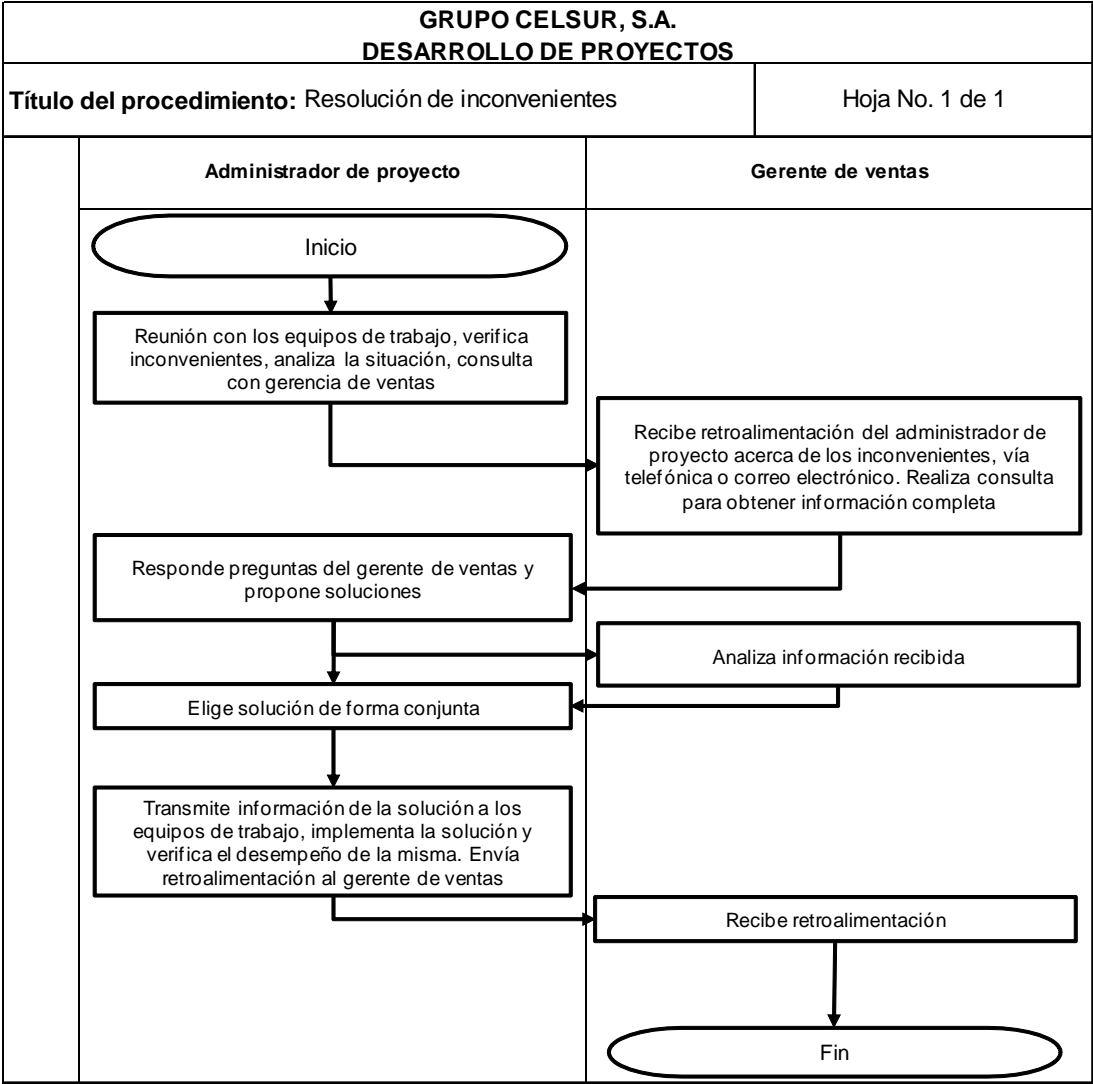 GRUPO CELSUR, S.A.
DESARROLLO DE PROYECTOS
Título del procedimiento: Resolución de inconvenientes
Hoja No. 1 de 1
Administrador de proyecto
Gerente de ventas
Inicio
Reunión con los equipos de trabajo, verifica
inconvenientes, analiza la situación, consulta
con gerencia de ventas
Recibe retroalimentación del administrador de
proyecto acerca de los inconvenientes, vía
telefónica o correo electrónico. Realiza consulta
para obtener información completa
Responde preguntas del gerente de ventas y
propone soluciones
Analiza información recibida
Elige solución de forma conjunta
Transmite información de la solución a los
equipos de trabajo, implementa la solución y
verifica el desempeño de la misma. Envía
retroalimentación al gerente de ventas
Recibe retroalimentación
Fin